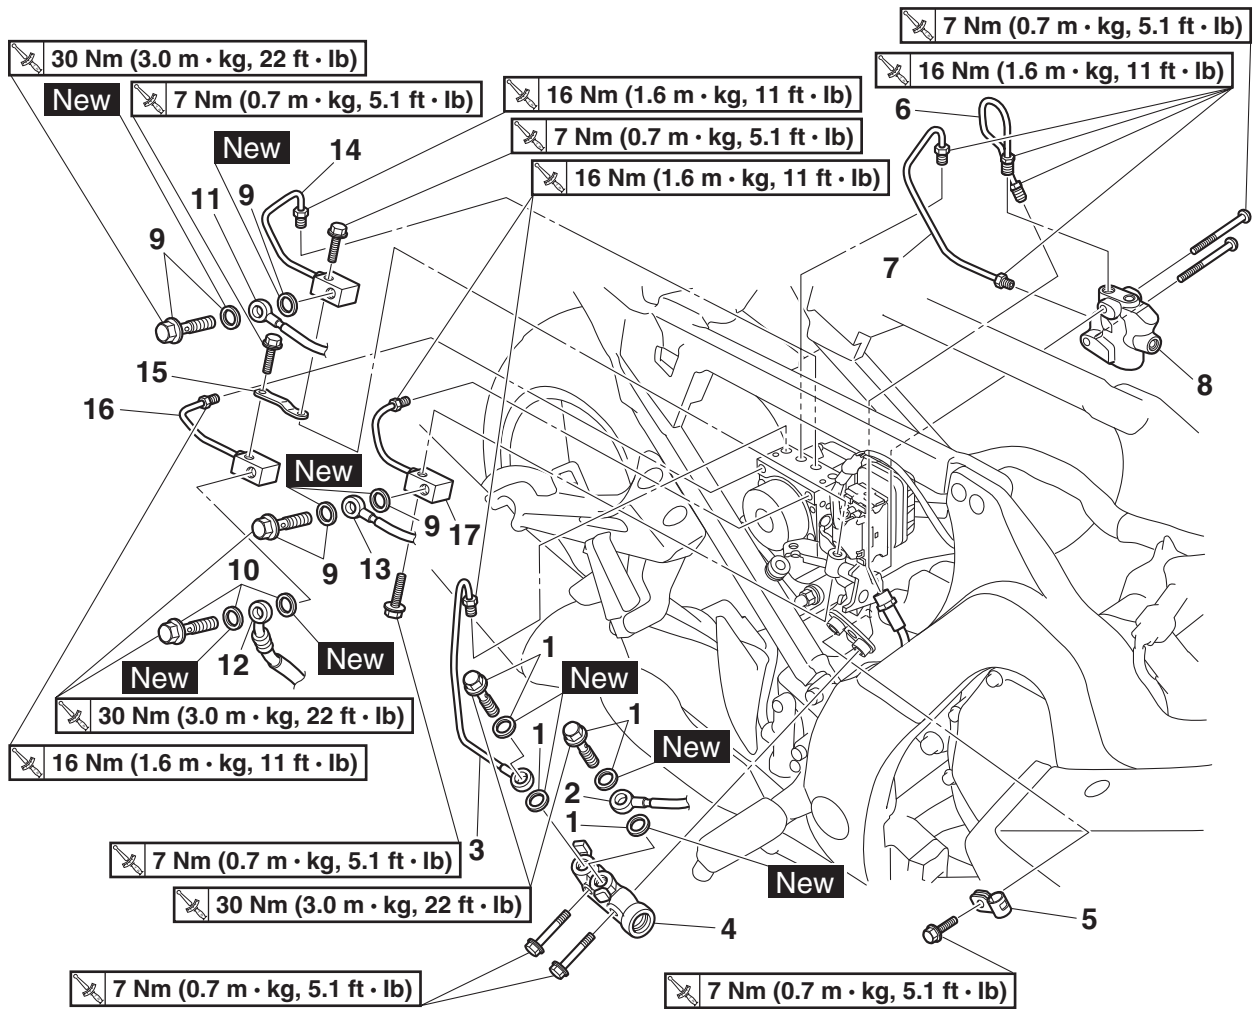 7 Nm (0.7 m · kg, 5.1 ft · lb)
30 Nm (3.0 m · kg, 22 ft · lb)
16 Nm (1.6 m · kg, 11 ft · lb)
New
7 Nm (0.7 m · kg, 5.1 ft · lb)
16 Nm (1.6 m · kg, 11 ft · lb)
6
7 Nm (0.7 m · kg, 5.1 ft · lb)
New
14
16 Nm (1.6 m · kg, 11 ft · lb)
11
9
9
7
8
15
16
New
9
17
9
13
10
12
New
New
1
New
30 Nm (3.0 m · kg, 22 ft · lb)
1
1
New
16 Nm (1.6 m · kg, 11 ft · lb)
2
1
3
7 Nm (0.7 m · kg, 5.1 ft · lb)
New
30 Nm (3.0 m · kg, 22 ft · lb)
4
5
7 Nm (0.7 m · kg, 5.1 ft · lb)
7 Nm (0.7 m · kg, 5.1 ft · lb)